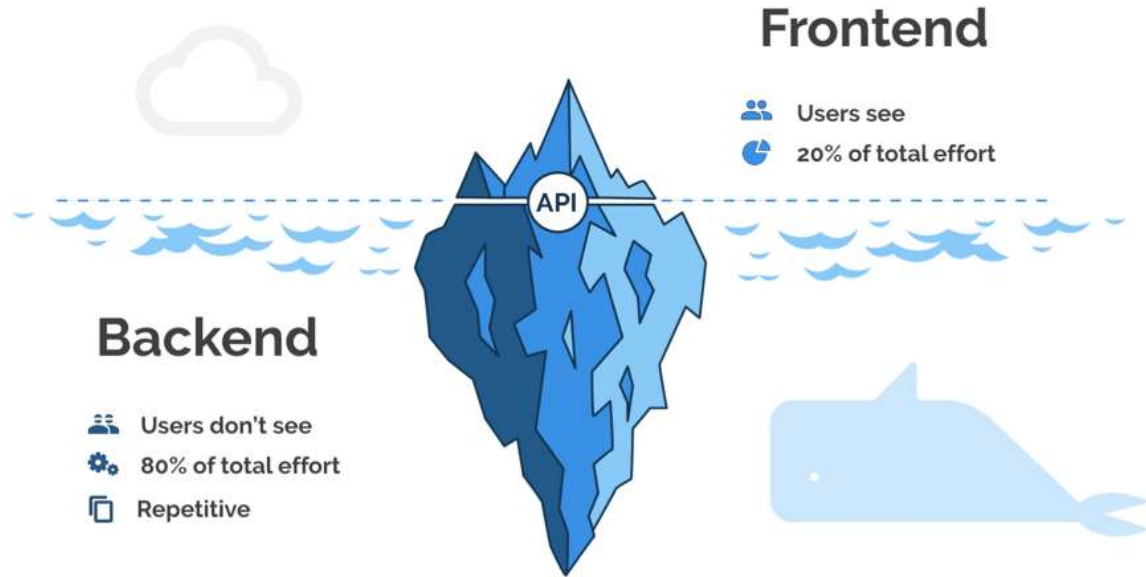 Frontend
Users see
20% of total effort
API
Backend
Users don’t see
80% of total effort
Repetitive